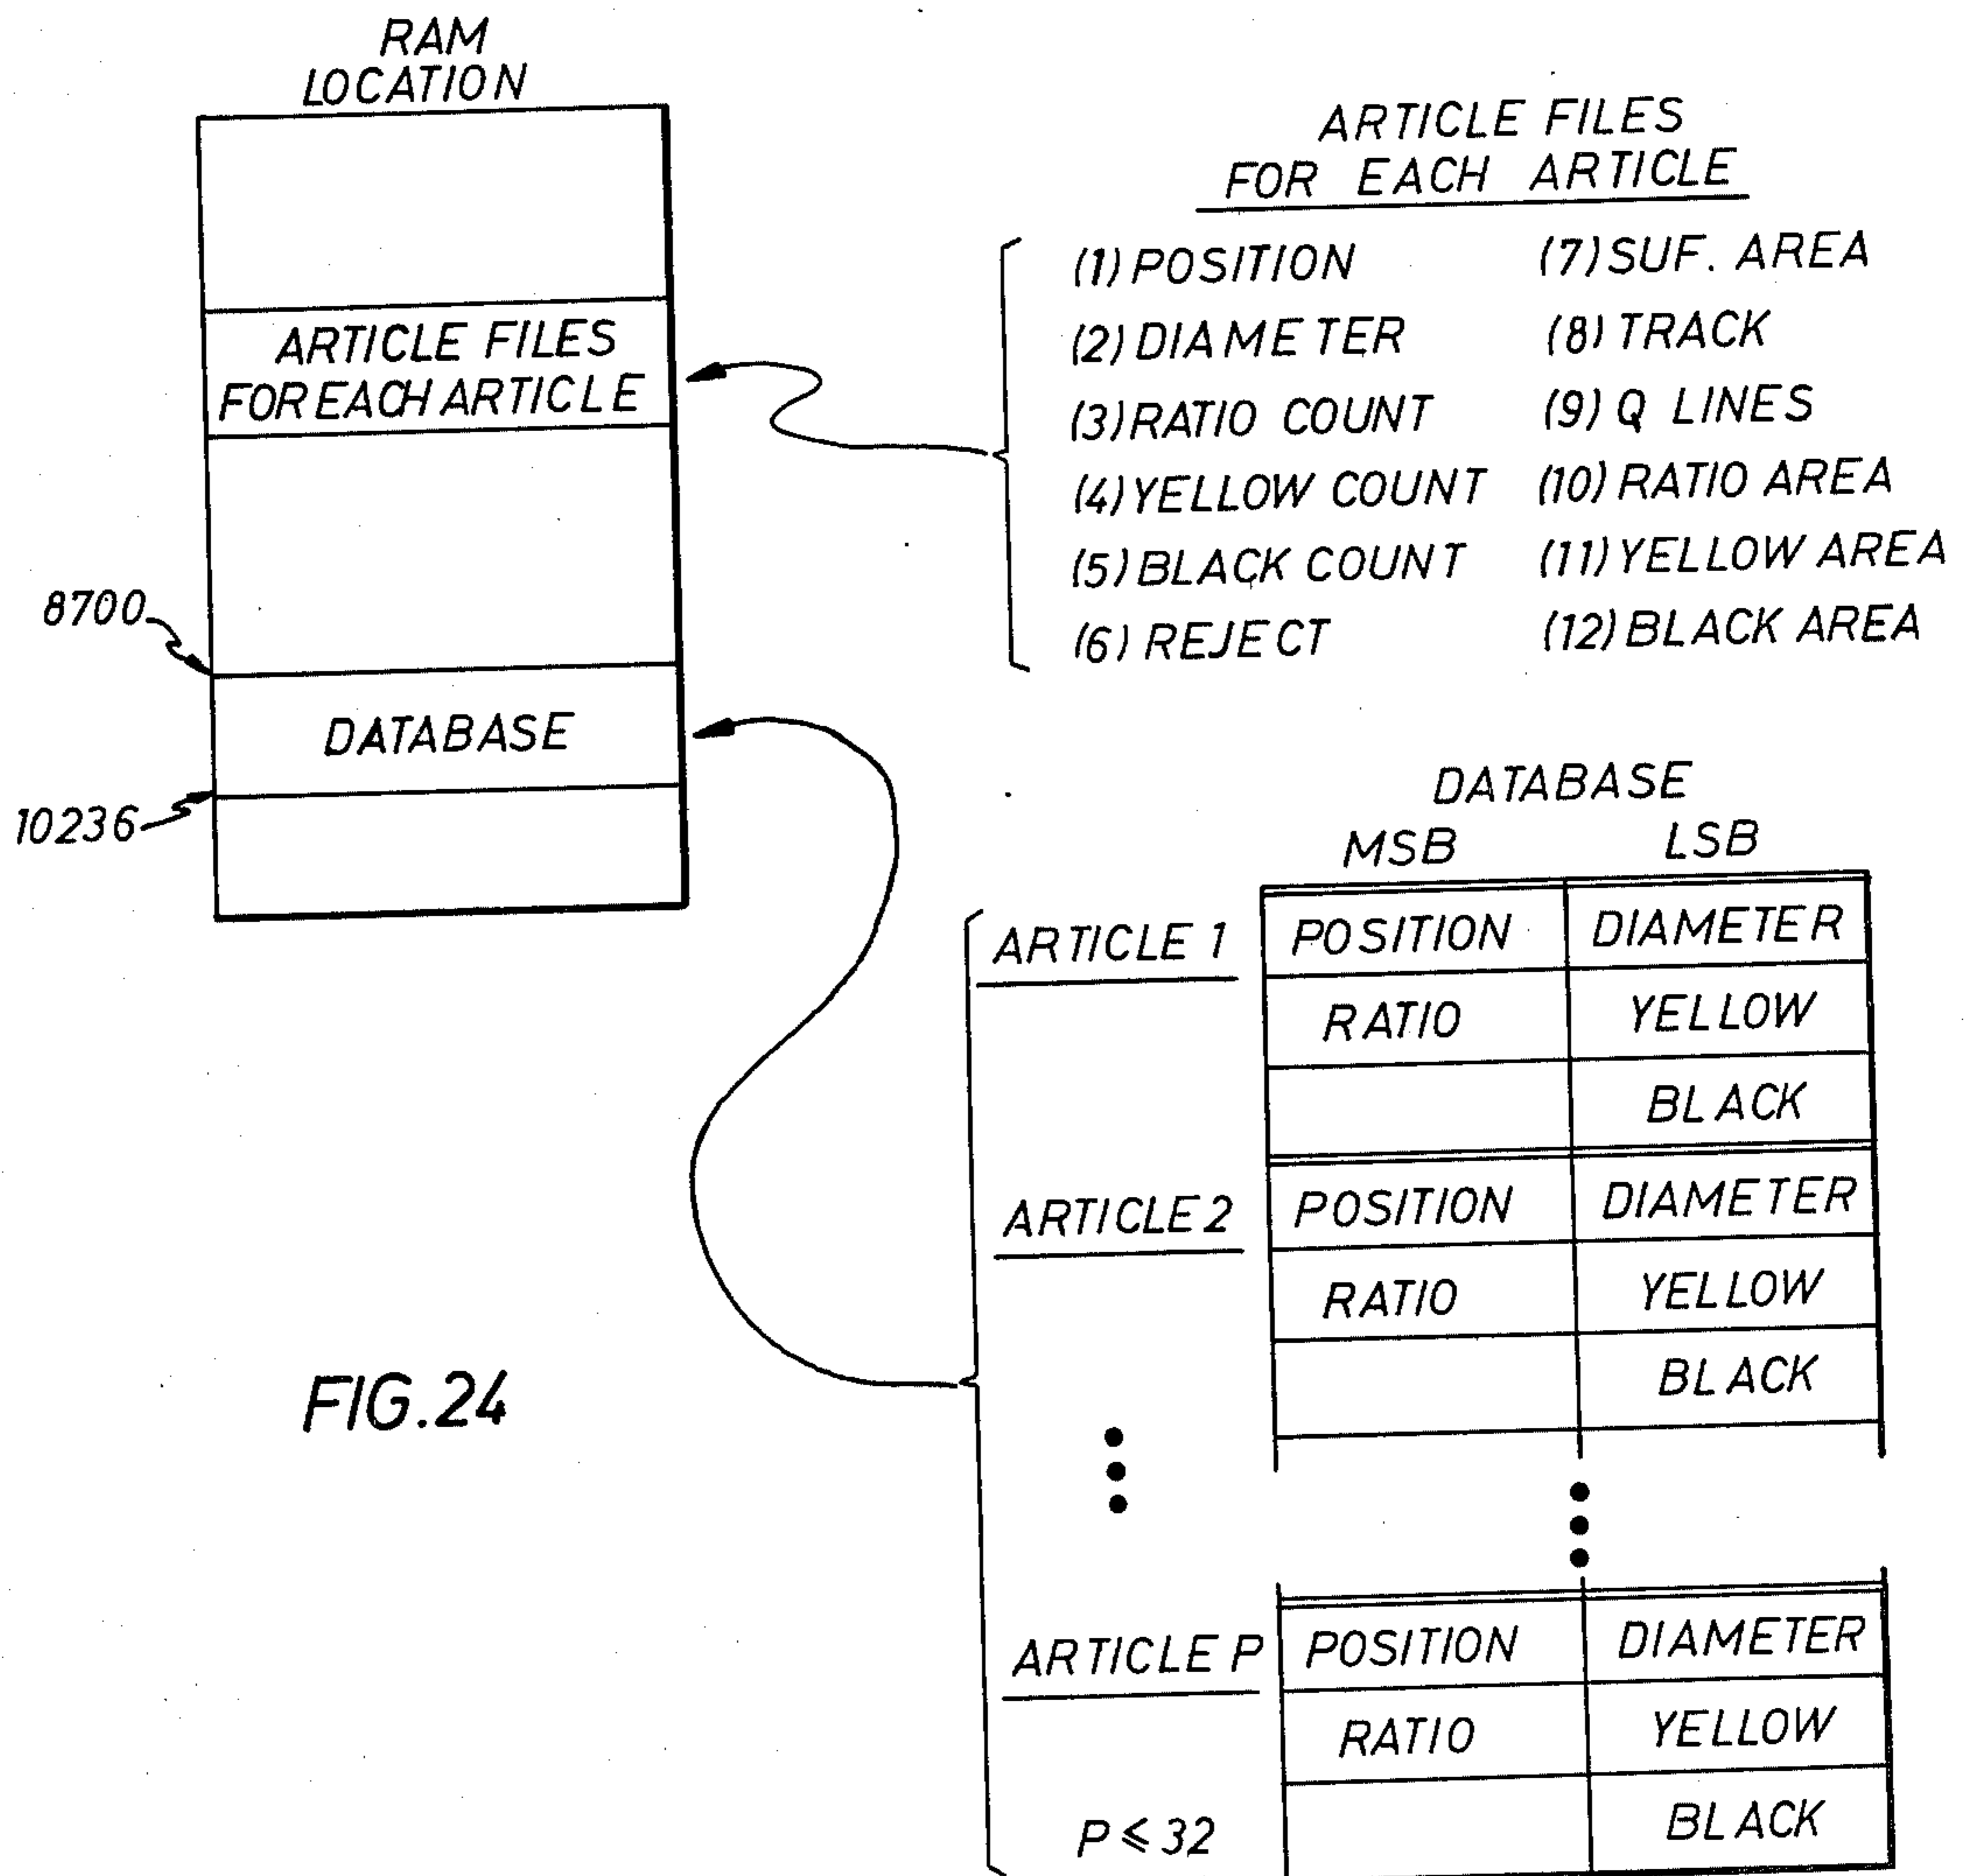 RAM
LOCATION
ARTICLE FILES
FOR EACH ARTICLE
8700
DATABASE
10236
ARTICLE FILES
FOR EACH ARTICLE
(1) POSITION
(2) DIAMETER
(3) RATIO COUNT
(4) YELLOW COUNT
(5) BLACK COUNT
(6) REJECT
(7) SUF. AREA
(8) TRACK
(9) Q LINES
(10) RATIO AREA
(11) YELLOW AREA
(12) BLACK AREA
DATABASE
MSB LSB
ARTICLE 1 POSITION DIAMETER
RATIO YELLOW
BLACK
ARTICLE 2 POSITION DIAMETER
RATIO YELLOW
BLACK
ARTICLE P POSITION DIAMETER
RATIO YELLOW
P ⩽ 32 BLACK
FIG. 24